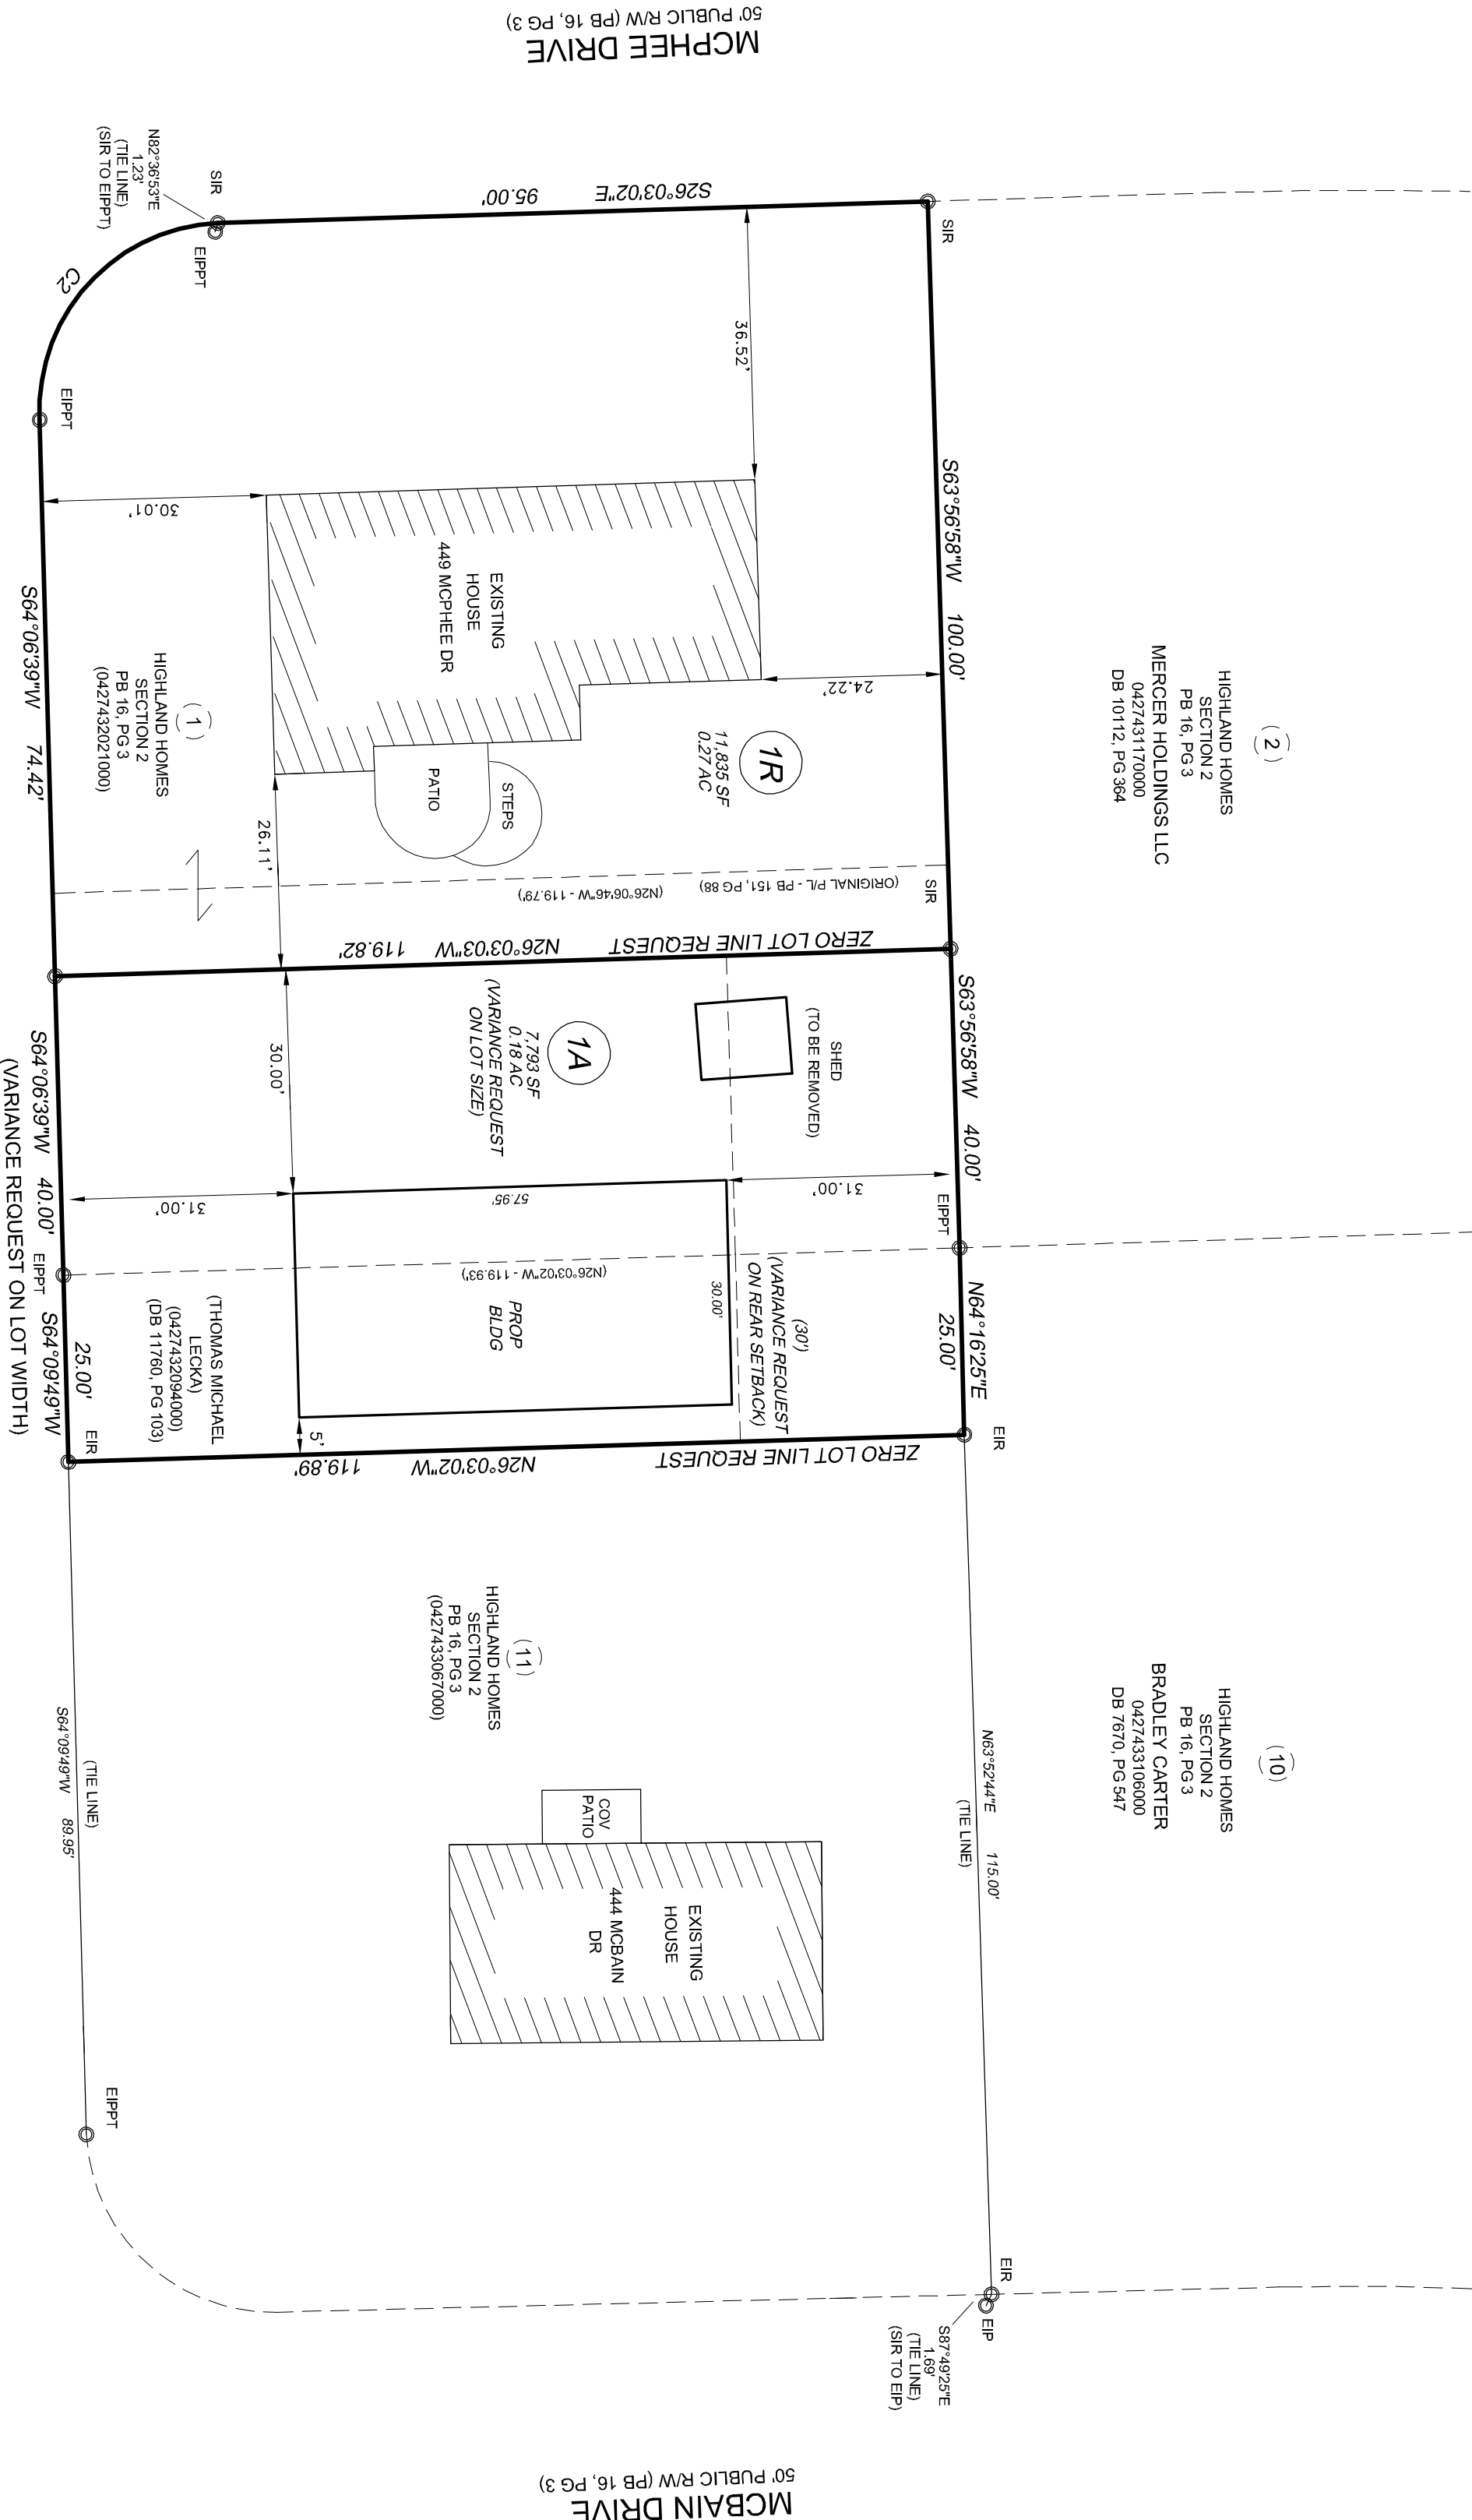 50' PUBLIC R/W (PB 16, PG 3)
MCPHEE DRIVE
N82°36'53"E
1.23'
(TIE LINE)
(SIR TO EIPPT)
SIR
EIPPT
C2
EIPPT
S26°03'02"E 95.00'
SIR
36.52'
30.01'
S63°56'58"W 100.00'
24.22'
EXISTING
HOUSE
449 MCPHEE DR
S64°06'39"W 74.42'
1
HIGHLAND HOMES
SECTION 2
PB 16, PG 3
(0427432021000)
1R
11,835 SF
0.27 AC
STEPS
PATIO
26.11'
(ORIGINAL P/L - PB 151, PG 88)
(N26°06'46"W - 119.79')
SIR
ZERO LOT LINE REQUEST N26°03'03"W 119.82'
2
HIGHLAND HOMES
SECTION 2
PB 16, PG 3
MERCER HOLDINGS LLC
0427431170000
DB 10112, PG 364
S63°56'58"W 40.00'
SHED
(TO BE REMOVED)
1A
7,793 SF
0.18 AC
(VARIANCE REQUEST
ON LOT SIZE)
30.00'
31.00'
31.00'
57.95'
30.00'
EIPPT
S64°06'39"W 40.00'
EIPPT
(VARIANCE REQUEST ON LOT WIDTH)
(N26°03'02"W - 119.93')
PROP
BLDG
(30')
(VARIANCE REQUEST
ON REAR SETBACK)
N64°16'25"E
25.00'
EIR
(THOMAS MICHAEL
LECKA)
(0427432094000)
(DB 11760, PG 103)
25.00'
S64°09'49"W
EIR
5'
ZERO LOT LINE REQUEST N26°03'02"W 119.89'
11
HIGHLAND HOMES
SECTION 2
PB 16, PG 3
(0427433067000)
10
HIGHLAND HOMES
SECTION 2
PB 16, PG 3
BRADLEY CARTER
0427433106000
DB 7670, PG 547
N63°52'44"E 115.00'
(TIE LINE)
(TIE LINE)
S64°09'49"W 89.95'
COV
PATIO
EXISTING
HOUSE
444 MCBAIN
DR
EIPPT
EIR
EIP
S87°49'25"E
1.69'
(TIE LINE)
(SIR TO EIP)
50' PUBLIC R/W (PB 16, PG 3)
MCBAIN DRIVE